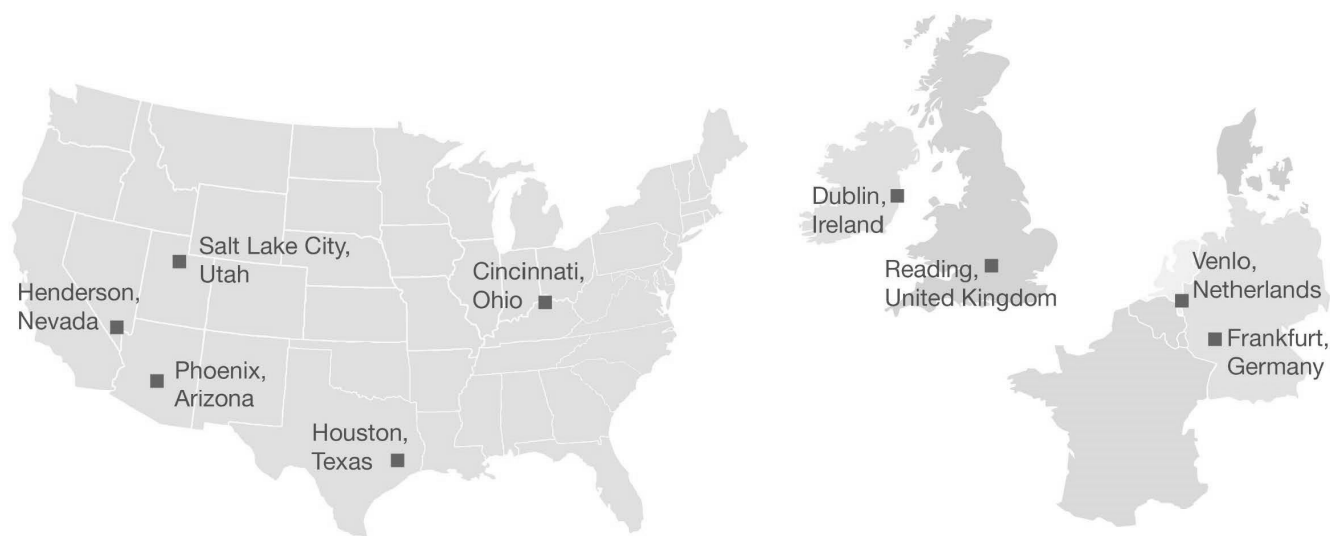 Salt Lake City,
Utah
Henderson,
Nevada
Phoenix,
Arizona
Houston,
Texas
Cincinnati,
Ohio
Dublin,
Ireland
Reading,
United Kingdom
Venlo,
Netherlands
Frankfurt,
Germany